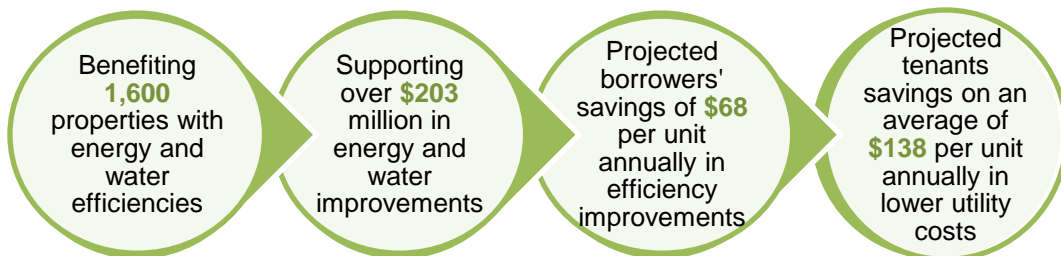 Benefiting
1,600
properties with
energy and
water
efficiencies
Supporting
over $203
million in
energy and
water
improvements
Projected
borrowers'
savings of $68
per unit
annually in
efficiency
improvements
Projected
tenants
savings on an
average of
$138 per unit
annually in
lower utility
costs